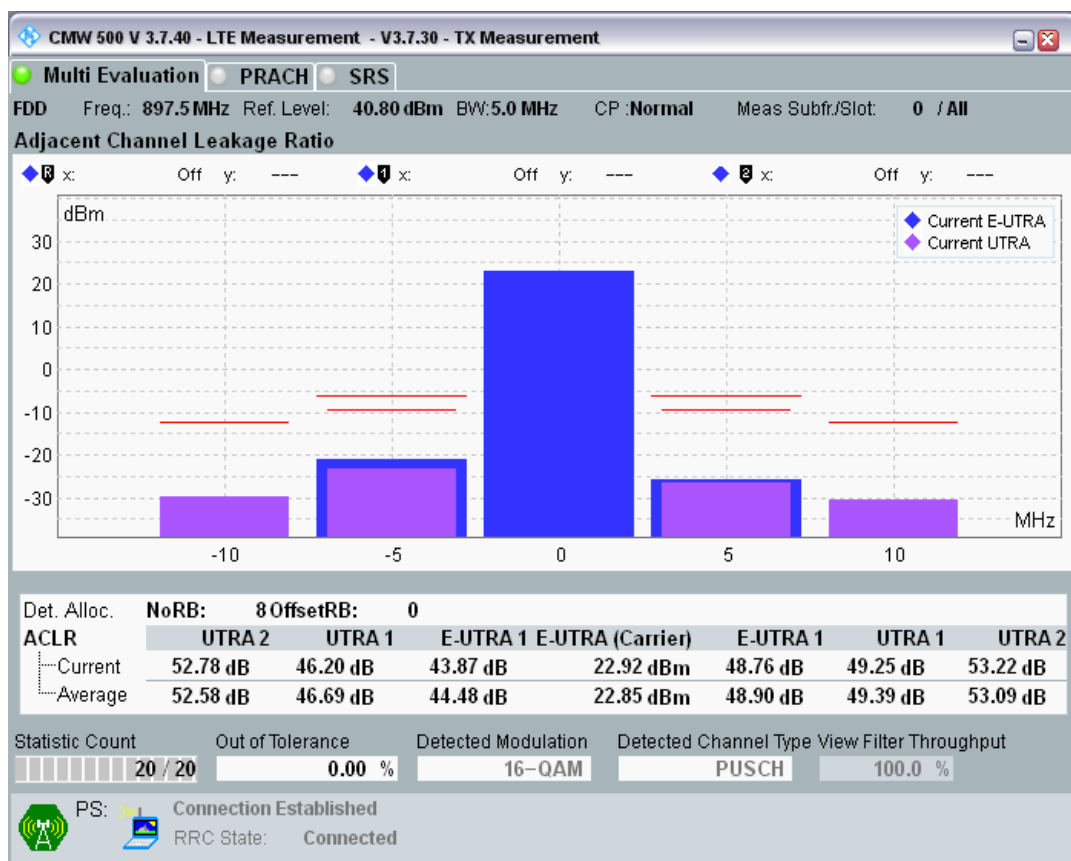 CMW 500 V 3.7.40 - LTE Measurement - V3.7.30 - TX Measurement
Multi Evaluation PRACH SRS
FDD Freq.: 897.5 MHz Ref. Level: 40.80 dBm BW:5.0 MHz CP :Normal Meas Subfr./Slot: 0 / All
Adjacent Channel Leakage Ratio
R x: Off y: --- 1 x: Off y: --- 2 x: Off y: ---
dBm
Current E-UTRA
Current UTRA
30
20
10
0
-10
-20
-30
MHz
-10 -5 0 5 10
Det. Alloc. NoRB: 8 OffsetRB: 0
ACLR UTRA 2 UTRA 1 E-UTRA 1 E-UTRA (Carrier) E-UTRA 1 UTRA 1 UTRA 2
Current 52.78 dB 46.20 dB 43.87 dB 22.92 dBm 48.76 dB 49.25 dB 53.22 dB
Average 52.58 dB 46.69 dB 44.48 dB 22.85 dBm 48.90 dB 49.39 dB 53.09 dB
Statistic Count Out of Tolerance Detected Modulation Detected Channel Type View Filter Throughput
20 / 20 0.00 % 16-QAM PUSCH 100.0 %
PS: Connection Established
RRC State: Connected